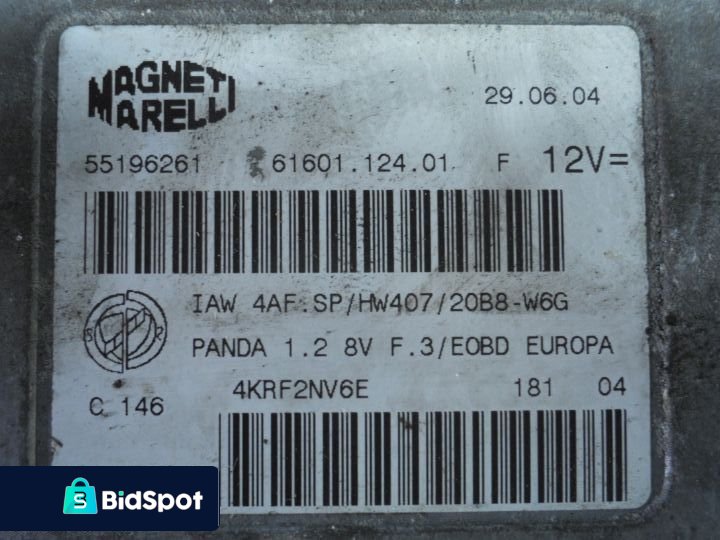 MAGNETI
MARELLI
29.06.04
55196261 61601.124.01 F 12V=
IAW 4AF.SP/HW407/20B8-W6G
S R
PANDA 1.2 8V F.3/EOBD EUROPA
C 146 4KRF2NV6E 181 04
S BidSpot